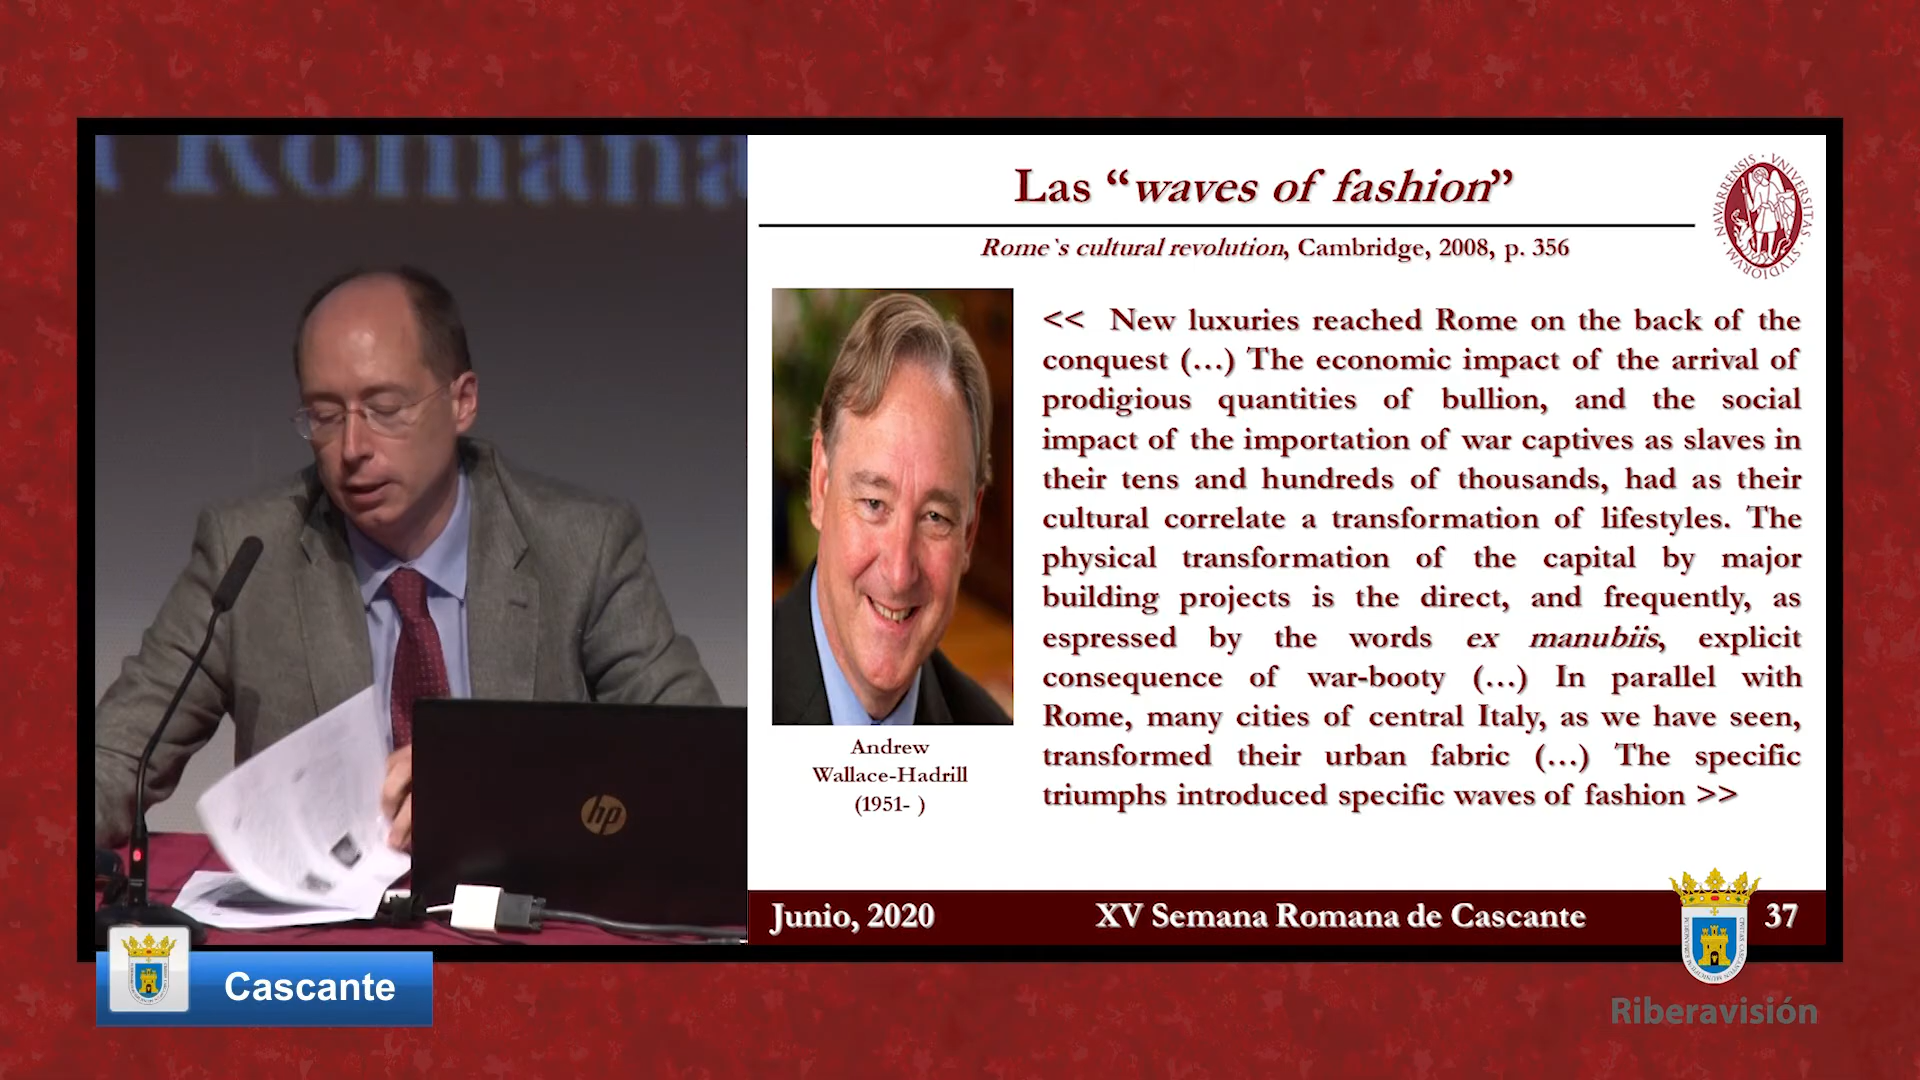 Romana
Las “waves of fashion”
Rome`s cultural revolution, Cambridge, 2008, p. 356
NAVARRENSIS · VNIVERSITAS · STVDIORVM
<< New luxuries reached Rome on the back of the
conquest (…) The economic impact of the arrival of
prodigious quantities of bullion, and the social
impact of the importation of war captives as slaves in
their tens and hundreds of thousands, had as their
cultural correlate a transformation of lifestyles. The
physical transformation of the capital by major
building projects is the direct, and frequently, as
espressed by the words ex manubiis, explicit
consequence of war-booty (…) In parallel with
Rome, many cities of central Italy, as we have seen,
transformed their urban fabric (…) The specific
triumphs introduced specific waves of fashion >>
Andrew
Wallace-Hadrill
(1951- )
hp
Junio, 2020
XV Semana Romana de Cascante
37
Cascante
Riberavisión